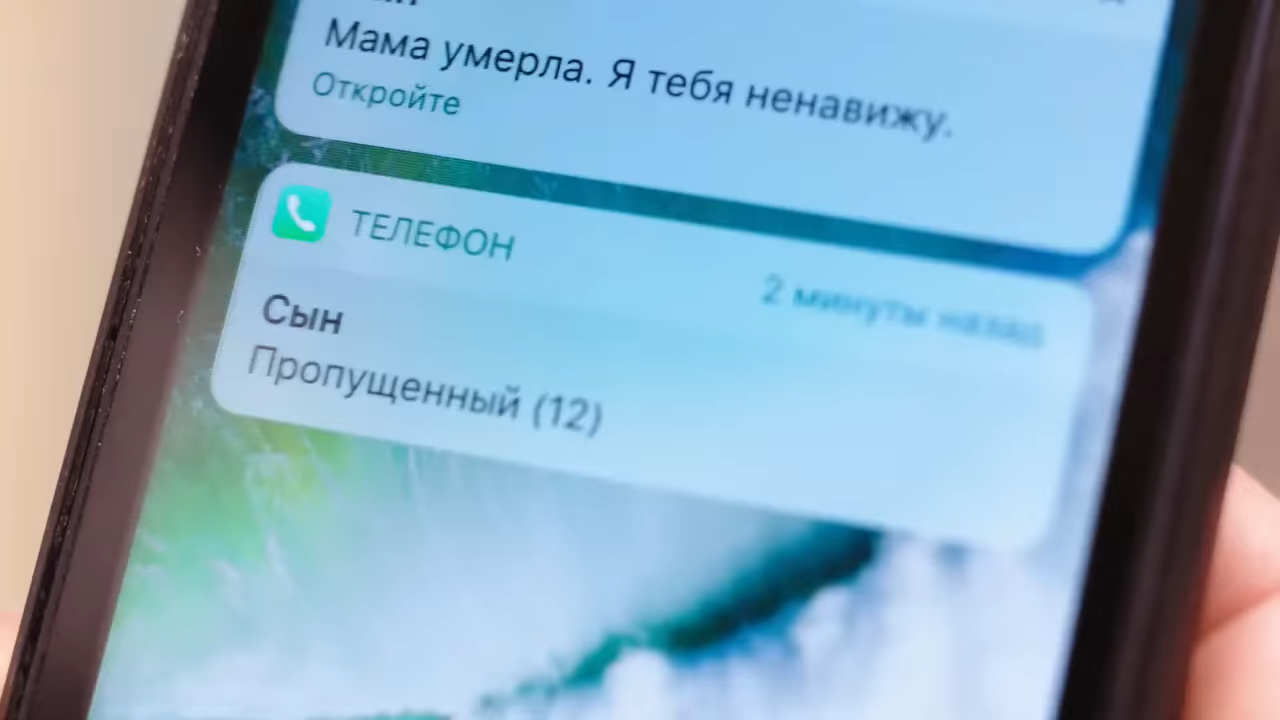 Мама умерла. Я тебя ненавижу.
Откройте
ТЕЛЕФОН
2 минуты назад
Сын
Пропущенный (12)